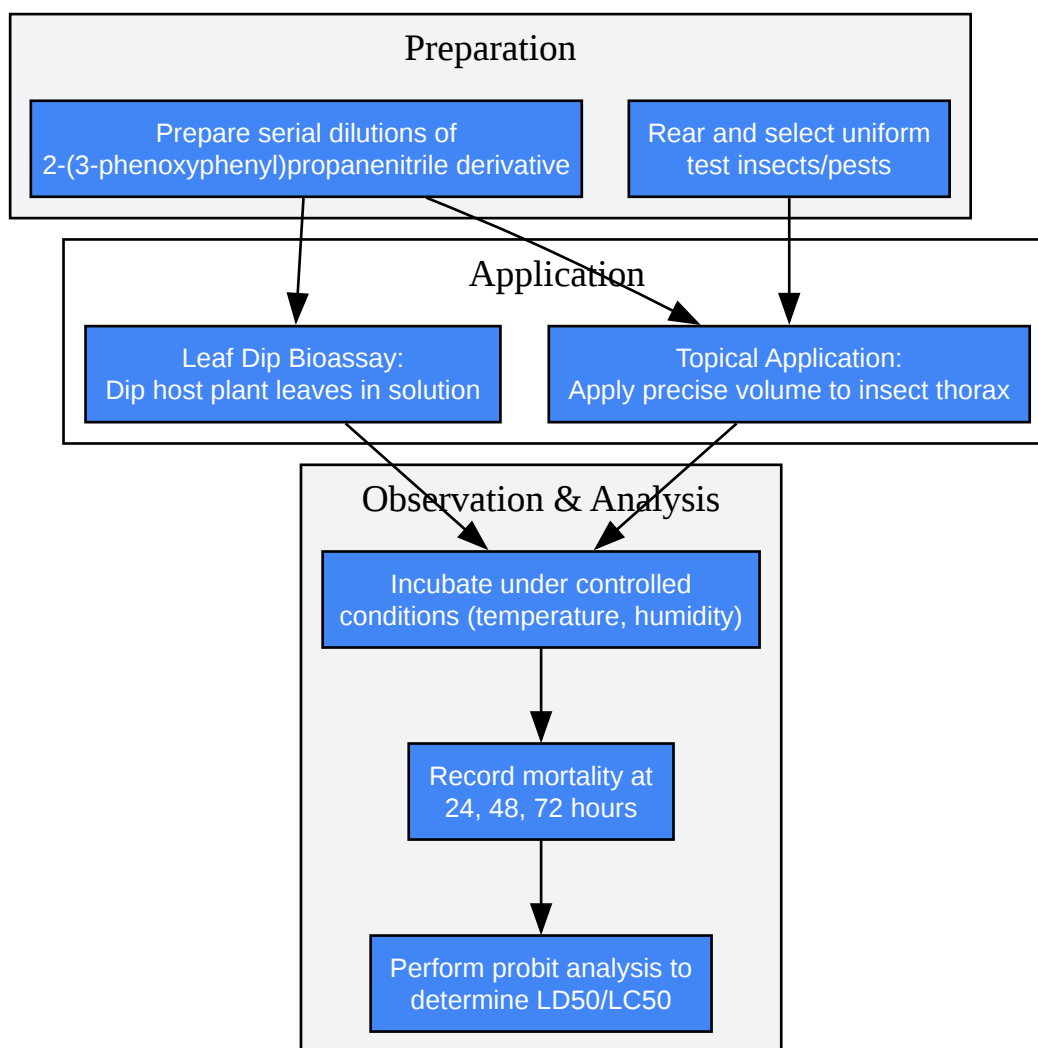 Preparation
Prepare serial dilutions of
2-(3-phenoxyphenyl)propanenitrile derivative
Rear and select uniform
test insects/pests
Application
Leaf Dip Bioassay:
Dip host plant leaves in solution
Topical Application:
Apply precise volume to insect thorax
Observation & Analysis
Incubate under controlled
conditions (temperature, humidity)
Record mortality at
24, 48, 72 hours
Perform probit analysis to
determine LD50/LC50